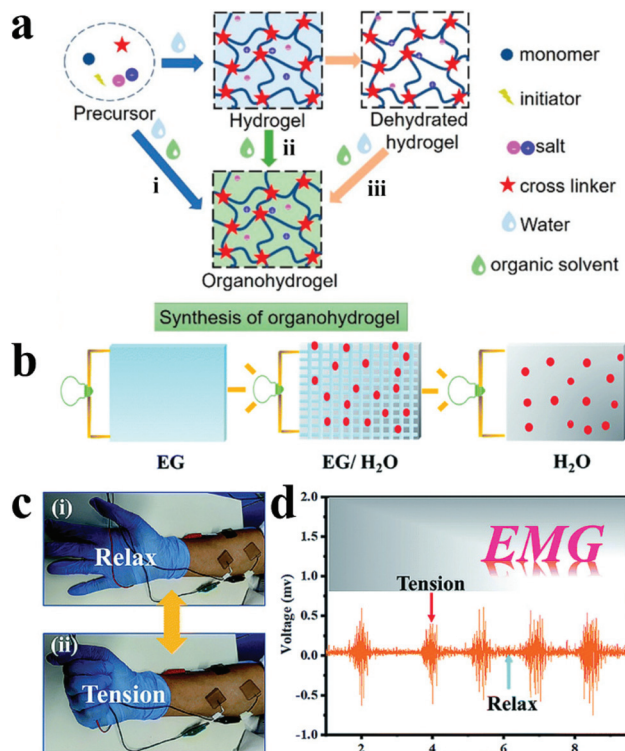 a
Precursor
Hydrogel
Dehydrated
hydrogel
i
ii
iii
Organohydrogel
Synthesis of organohydrogel
monomer
initiator
salt
cross linker
Water
organic solvent
b
EG
EG/ H₂O
H₂O
c
(i)
Relax
(ii)
Tension
d
EMG
Voltage (mv)
2.0
1.5
1.0
0.5
0.0
-0.5
-1.0
Tension
Relax
2 4 6 8